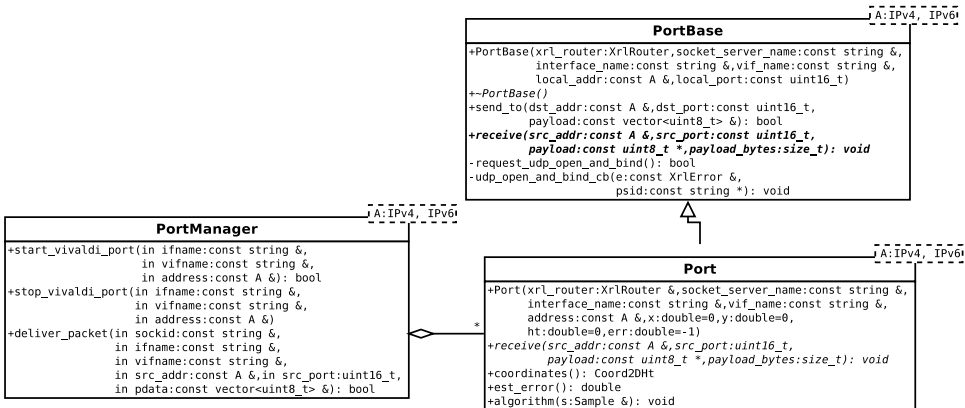 A:IPv4, IPv6
PortBase
+PortBase(xrl_router:XrlRouter,socket_server_name:const string &,
interface_name:const string &,vif_name:const string &,
local_addr:const A &,local_port:const uint16_t)
+~PortBase()
+send_to(dst_addr:const A &,dst_port:const uint16_t,
payload:const vector<uint8_t> &): bool
+receive(src_addr:const A &,src_port:const uint16_t,
payload:const uint8_t *,payload_bytes:size_t): void
-request_udp_open_and_bind(): bool
-udp_open_and_bind_cb(e:const XrlError &,
psid:const string *): void
A:IPv4, IPv6
PortManager
+start_vivaldi_port(in ifname:const string &,
in vifname:const string &,
in address:const A &): bool
+stop_vivaldi_port(in ifname:const string &,
in vifname:const string &,
in address:const A &)
+deliver_packet(in sockid:const string &,
in ifname:const string &,
in vifname:const string &,
in src_addr:const A &,in src_port:uint16_t,
in pdata:const vector<uint8_t> &): bool
*
A:IPv4, IPv6
Port
+Port(xrl_router:XrlRouter &,socket_server_name:const string &,
interface_name:const string &,vif_name:const string &,
address:const A &,x:double=0,y:double=0,
ht:double=0,err:double=-1)
+receive(src_addr:const A &,src_port:uint16_t,
payload:const uint8_t *,payload_bytes:size_t): void
+coordinates(): Coord2DHt
+est_error(): double
+algorithm(s:Sample &): void